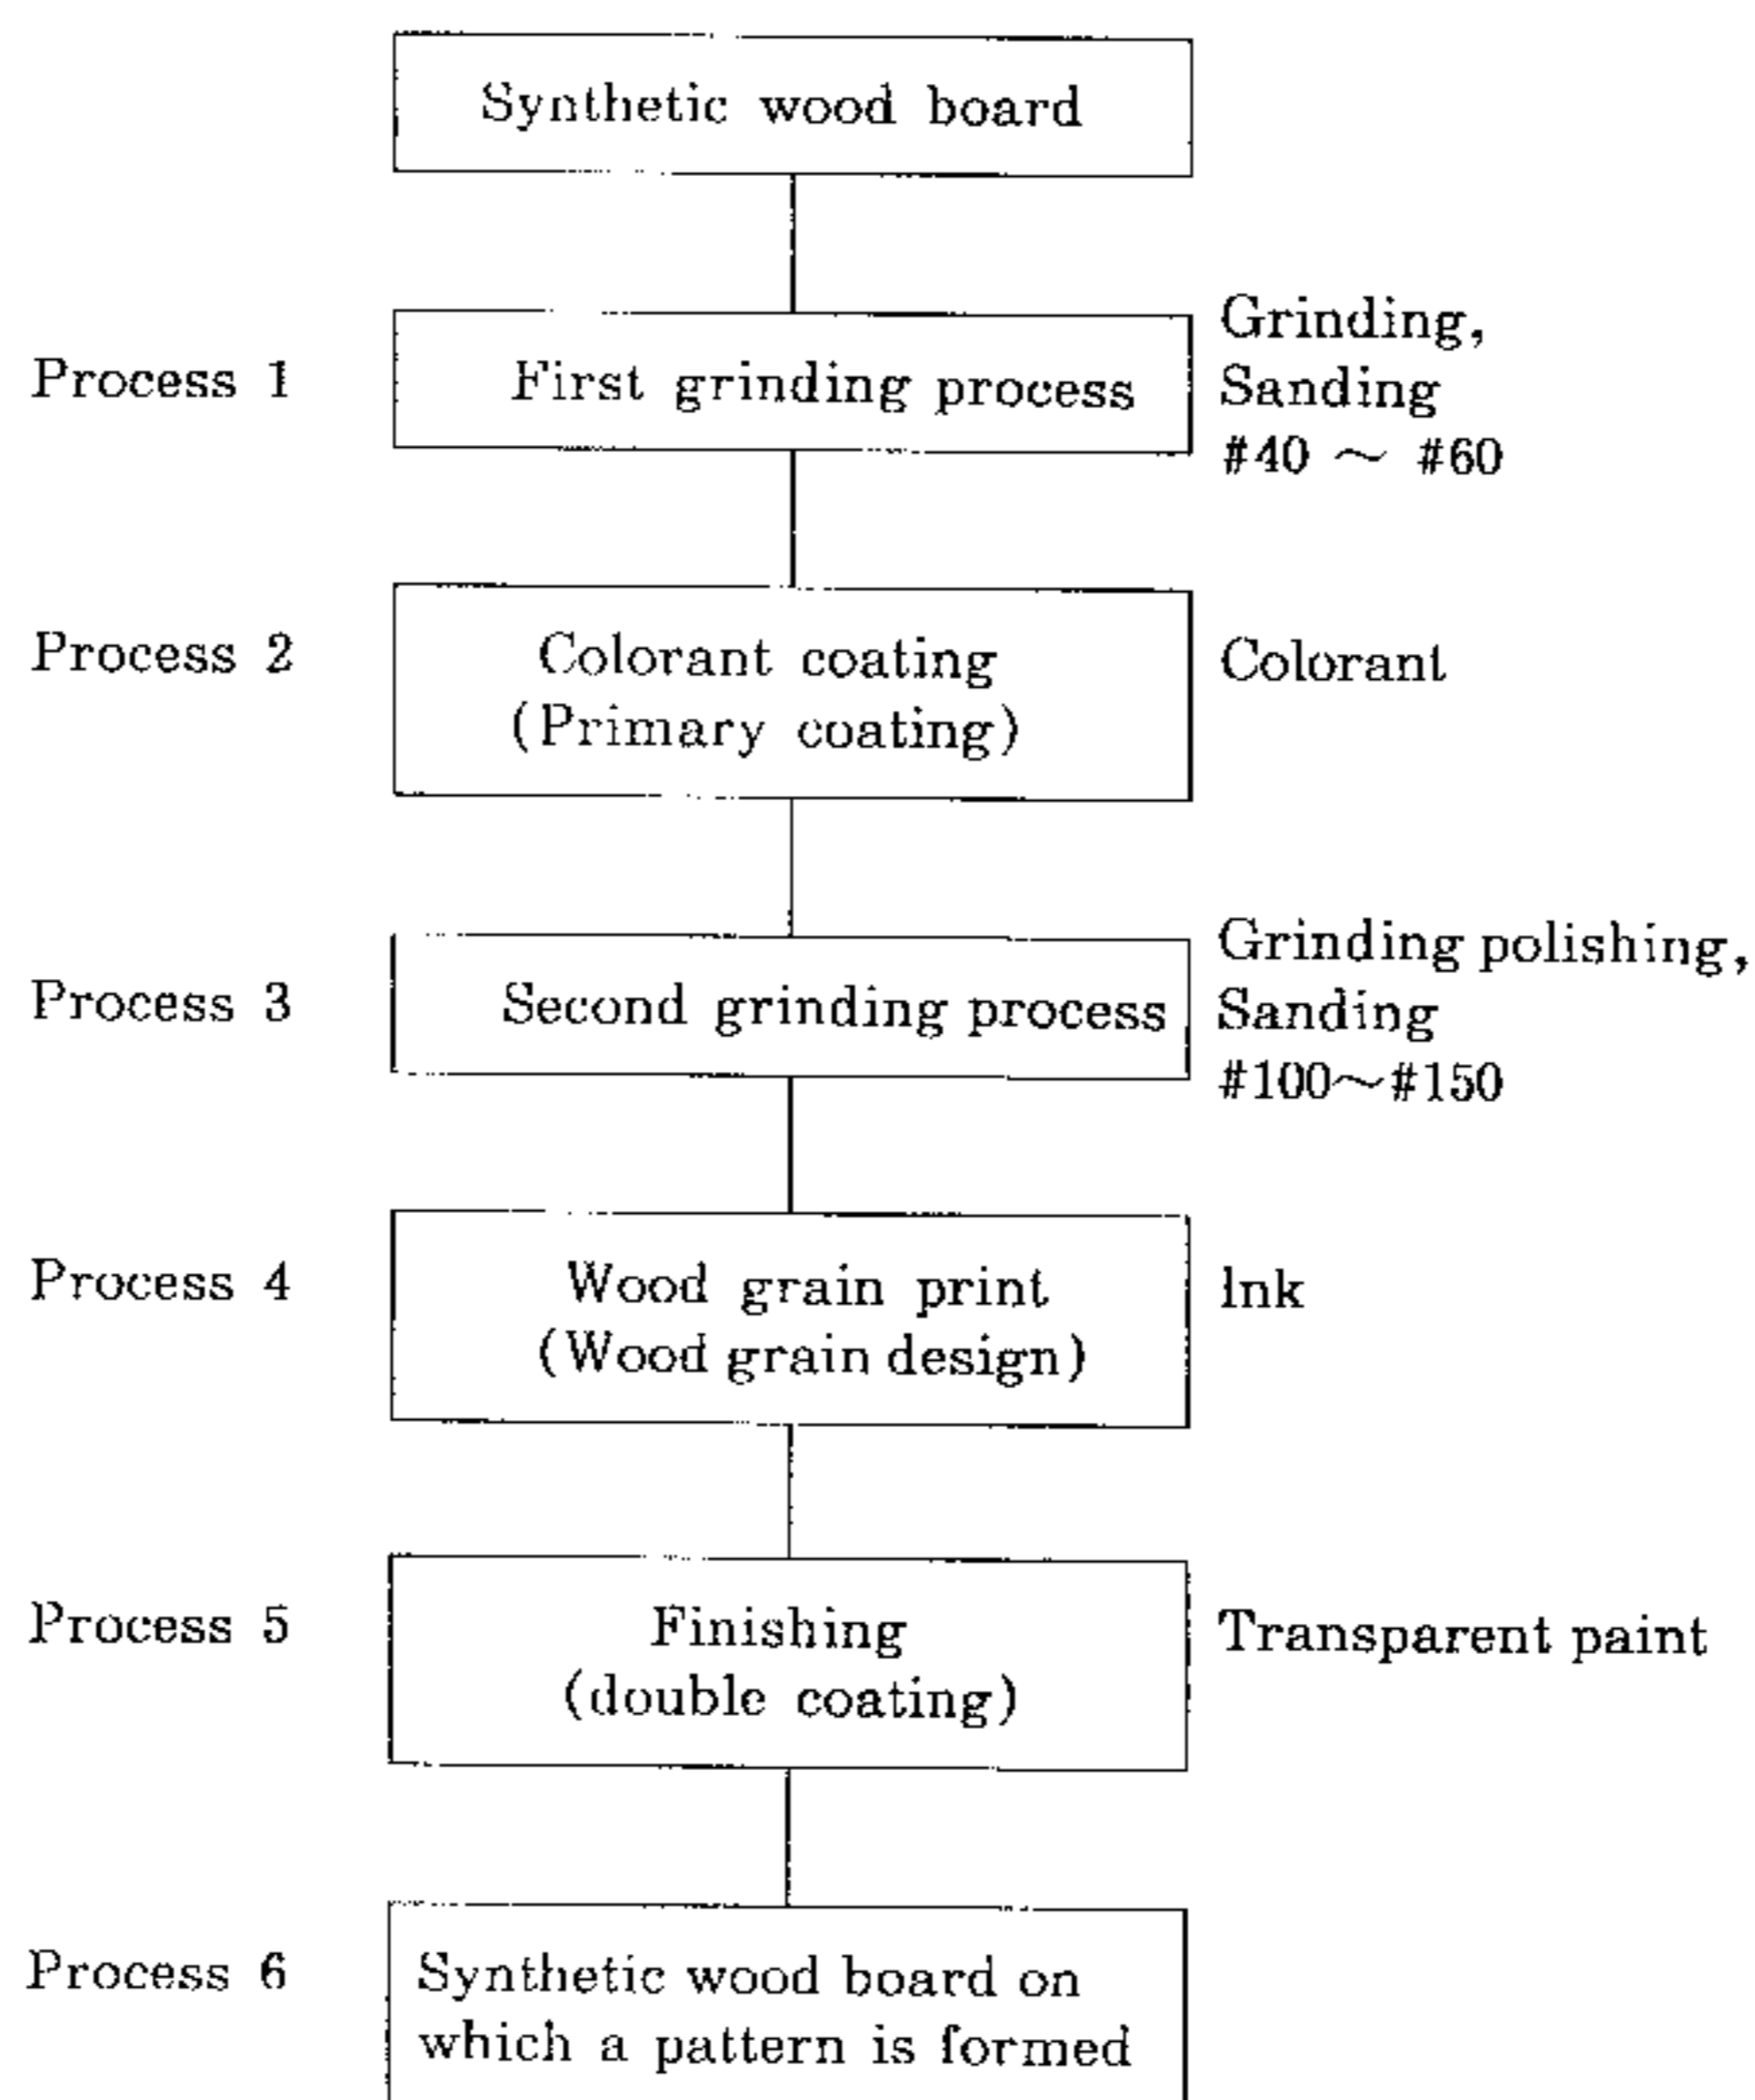 Synthetic wood board
Process 1
First grinding process
Grinding,
Sanding
#40 ～ #60
Process 2
Colorant coating
(Primary coating)
Colorant
Process 3
Second grinding process
Grinding polishing,
Sanding
#100～#150
Process 4
Wood grain print
(Wood grain design)
Ink
Process 5
Finishing
(double coating)
Transparent paint
Process 6
Synthetic wood board on
which a pattern is formed